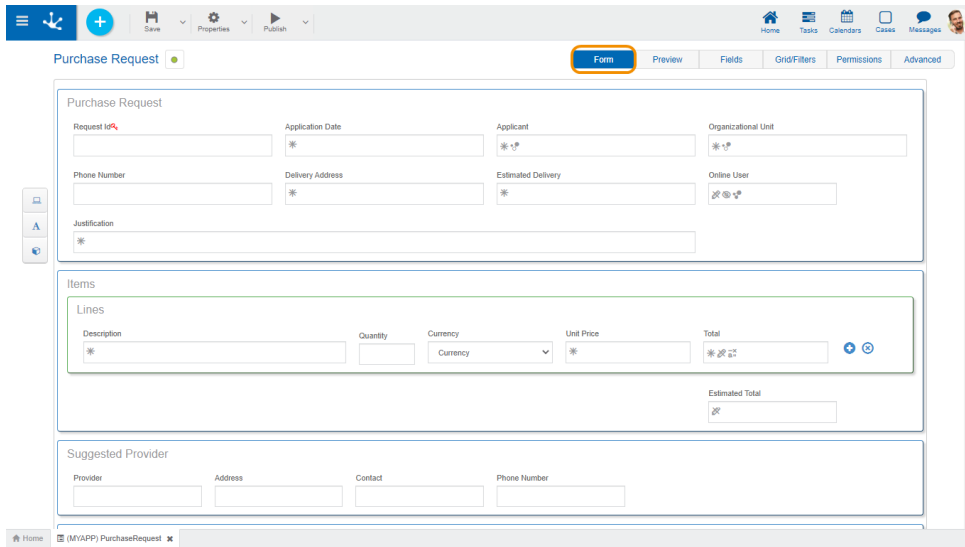 Save
Properties
Publish
Home
Tasks
Calendars
Cases
Messages
Purchase Request
Form
Preview
Fields
Grid/Filters
Permissions
Advanced
Purchase Request
Request Id
Application Date
Applicant
Organizational Unit
Phone Number
Delivery Address
Estimated Delivery
Online User
A
Justification
Items
Lines
Description
Quantity
Currency
Unit Price
Total
Currency
Estimated Total
Suggested Provider
Provider
Address
Contact
Phone Number
Home
(MYAPP) PurchaseRequest